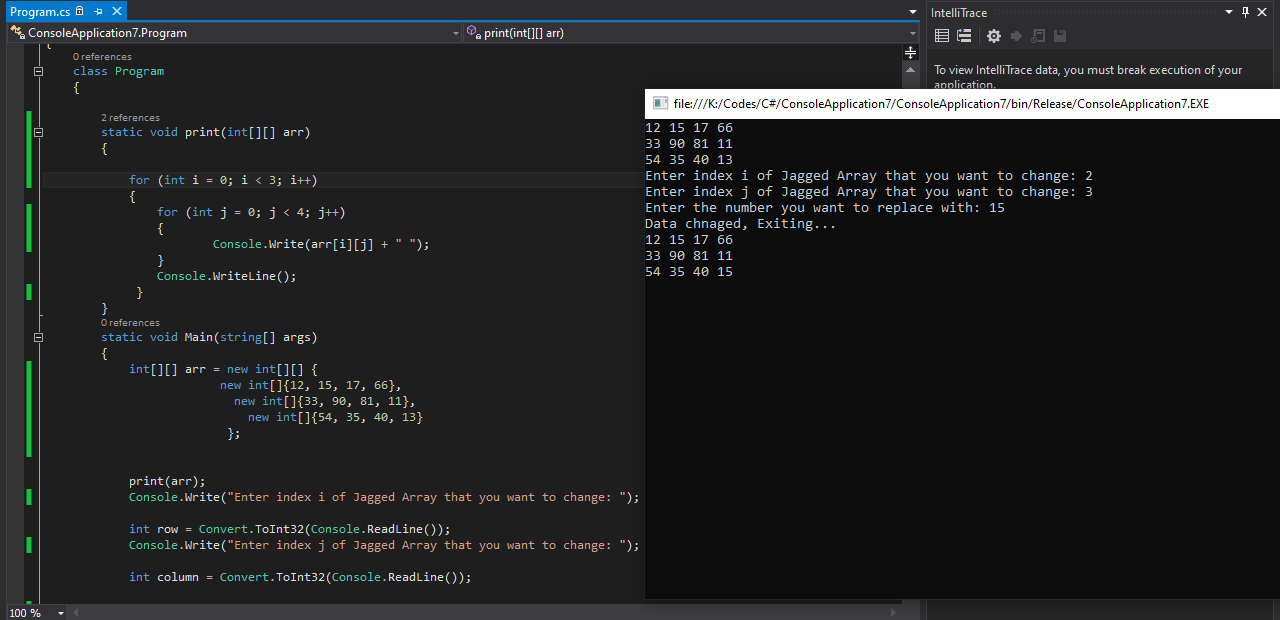 Program.cs
ConsoleApplication7.Program
print(int[][] arr)
{
0 references
class Program
{
2 references
static void print(int[][] arr)
{
for (int i = 0; i < 3; i++)
{
for (int j = 0; j < 4; j++)
{
Console.Write(arr[i][j] + " ");
}
Console.WriteLine();
}
}
0 references
static void Main(string[] args)
{
int[][] arr = new int[][] {
new int[]{12, 15, 17, 66},
new int[]{33, 90, 81, 11},
new int[]{54, 35, 40, 13}
};
print(arr);
Console.Write("Enter index i of Jagged Array that you want to change: ");
int row = Convert.ToInt32(Console.ReadLine());
Console.Write("Enter index j of Jagged Array that you want to change: ");
int column = Convert.ToInt32(Console.ReadLine());
100 %
IntelliTrace
To view IntelliTrace data, you must break execution of your
application.
file:///K:/Codes/C#/ConsoleApplication7/ConsoleApplication7/bin/Release/ConsoleApplication7.EXE
12 15 17 66
33 90 81 11
54 35 40 13
Enter index i of Jagged Array that you want to change: 2
Enter index j of Jagged Array that you want to change: 3
Enter the number you want to replace with: 15
Data chnaged, Exiting...
12 15 17 66
33 90 81 11
54 35 40 15